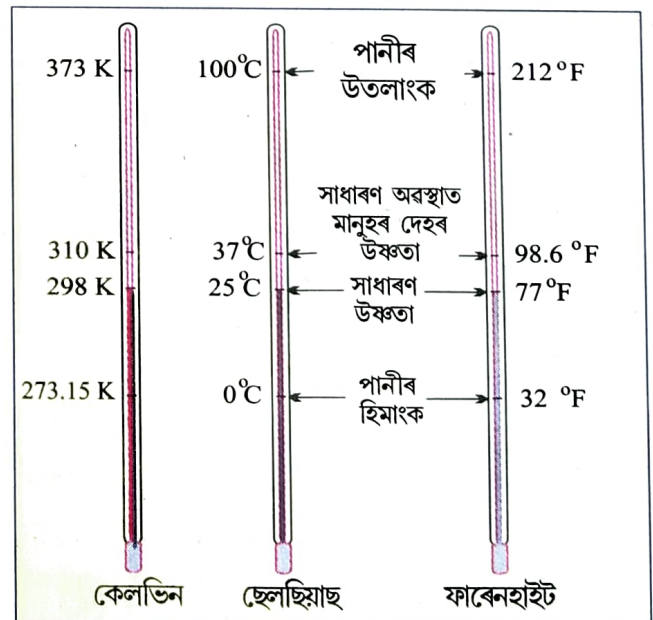 373 K 100°C পানীৰ 212°F
উতলাংক
সাধাৰণ অৱস্থাত
মানুহৰ দেহৰ
310 K 37°C উষ্ণতা 98.6 °F
298 K 25°C সাধাৰণ 77°F
উষ্ণতা
273.15 K 0°C পানীৰ 32 °F
হিমাংক
কেলভিন ছেলছিয়াছ ফাৰেনহাইট